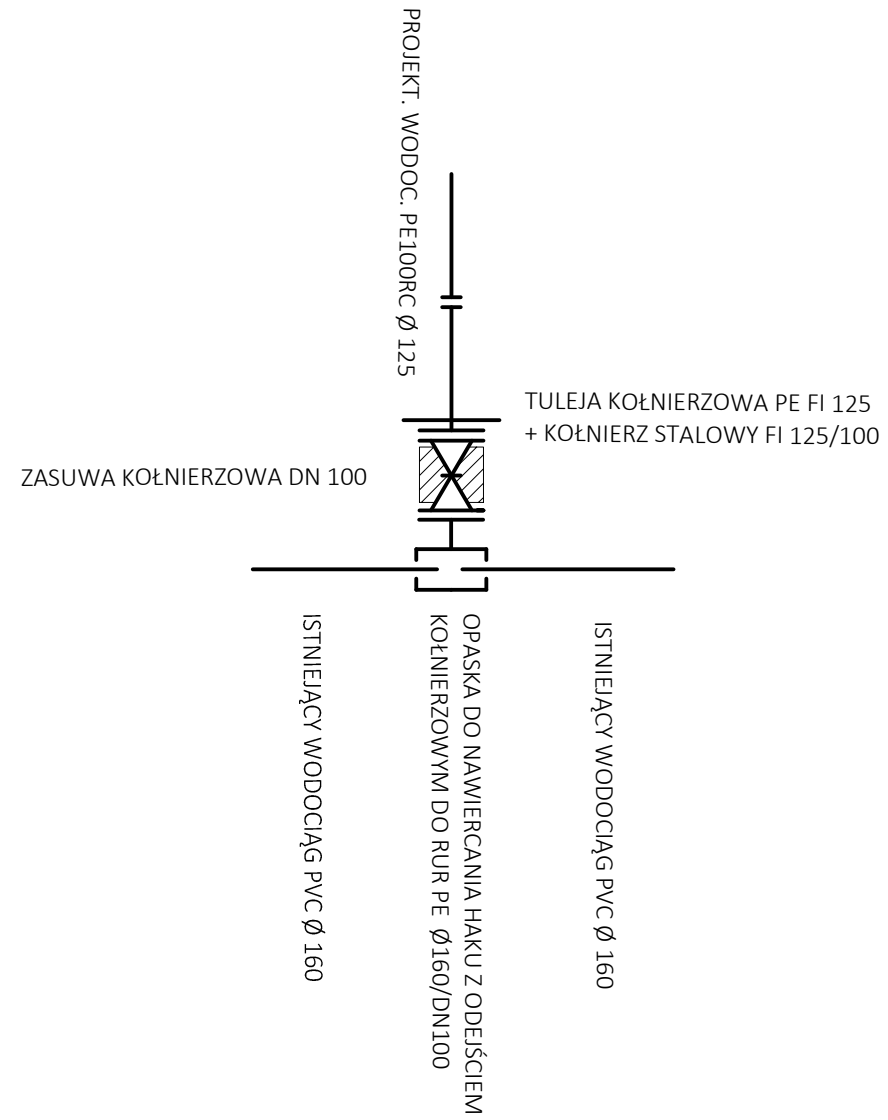 PROJEKT. WODOC. PE100RC Ø 125
TULEJA KOŁNIERZOWA PE FI 125
+ KOŁNIERZ STALOWY FI 125/100
ZASUWA KOŁNIERZOWA DN 100
ISTNIEJĄCY WODOCIĄG PVC Ø 160
OPASKA DO NAWIERCANIA HAKU Z ODEJŚCIEM
KOŁNIERZOWYM DO RUR PE Ø160/DN100
ISTNIEJĄCY WODOCIĄG PVC Ø 160